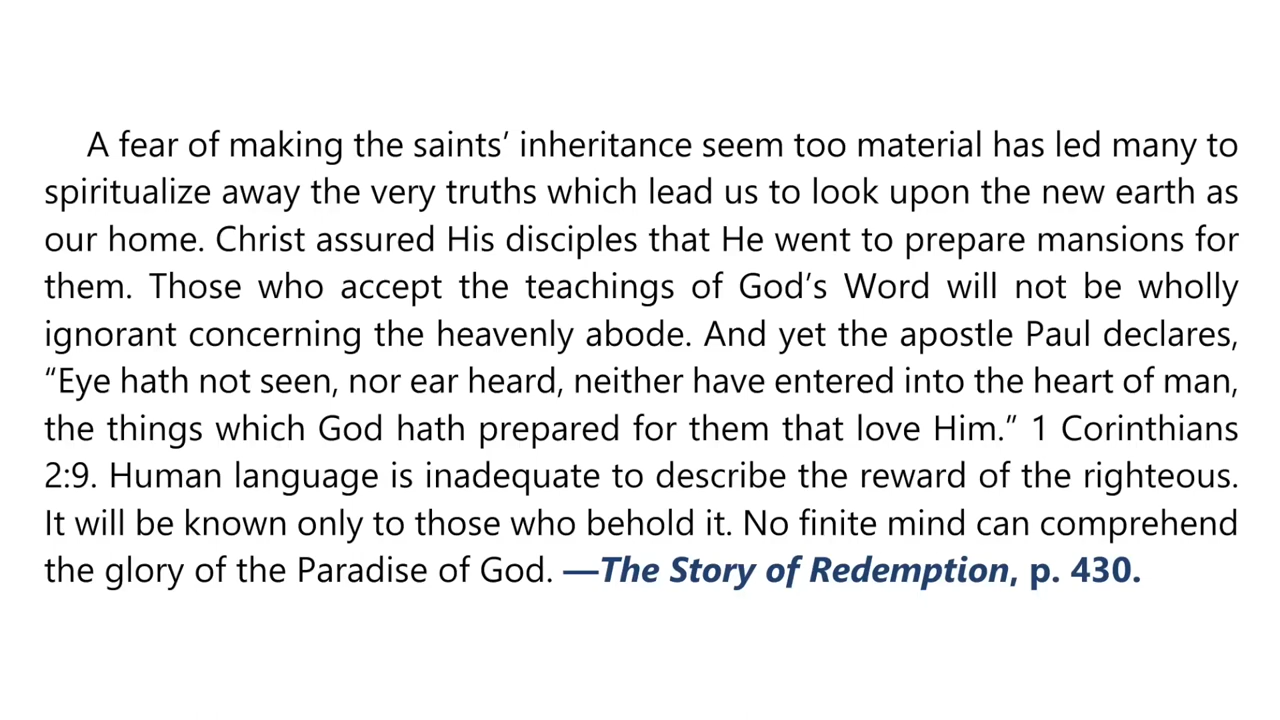 A fear of making the saints’ inheritance seem too material has led many to
spiritualize away the very truths which lead us to look upon the new earth as
our home. Christ assured His disciples that He went to prepare mansions for
them. Those who accept the teachings of God’s Word will not be wholly
ignorant concerning the heavenly abode. And yet the apostle Paul declares,
“Eye hath not seen, nor ear heard, neither have entered into the heart of man,
the things which God hath prepared for them that love Him.” 1 Corinthians
2:9. Human language is inadequate to describe the reward of the righteous.
It will be known only to those who behold it. No finite mind can comprehend
the glory of the Paradise of God. —The Story of Redemption, p. 430.